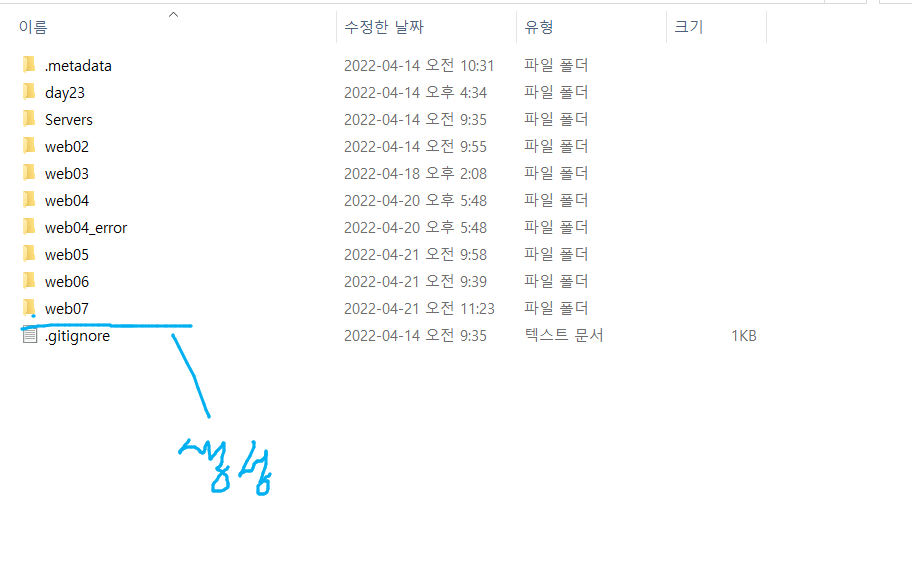 이름 수정한 날짜 유형 크기
.metadata 2022-04-14 오전 10:31 파일 폴더
day23 2022-04-14 오후 4:34 파일 폴더
Servers 2022-04-14 오전 9:35 파일 폴더
web02 2022-04-14 오전 9:55 파일 폴더
web03 2022-04-18 오후 2:08 파일 폴더
web04 2022-04-20 오후 5:48 파일 폴더
web04_error 2022-04-20 오후 5:48 파일 폴더
web05 2022-04-21 오전 9:58 파일 폴더
web06 2022-04-21 오전 9:39 파일 폴더
web07 2022-04-21 오전 11:23 파일 폴더
.gitignore 2022-04-14 오전 9:35 텍스트 문서 1KB
생성